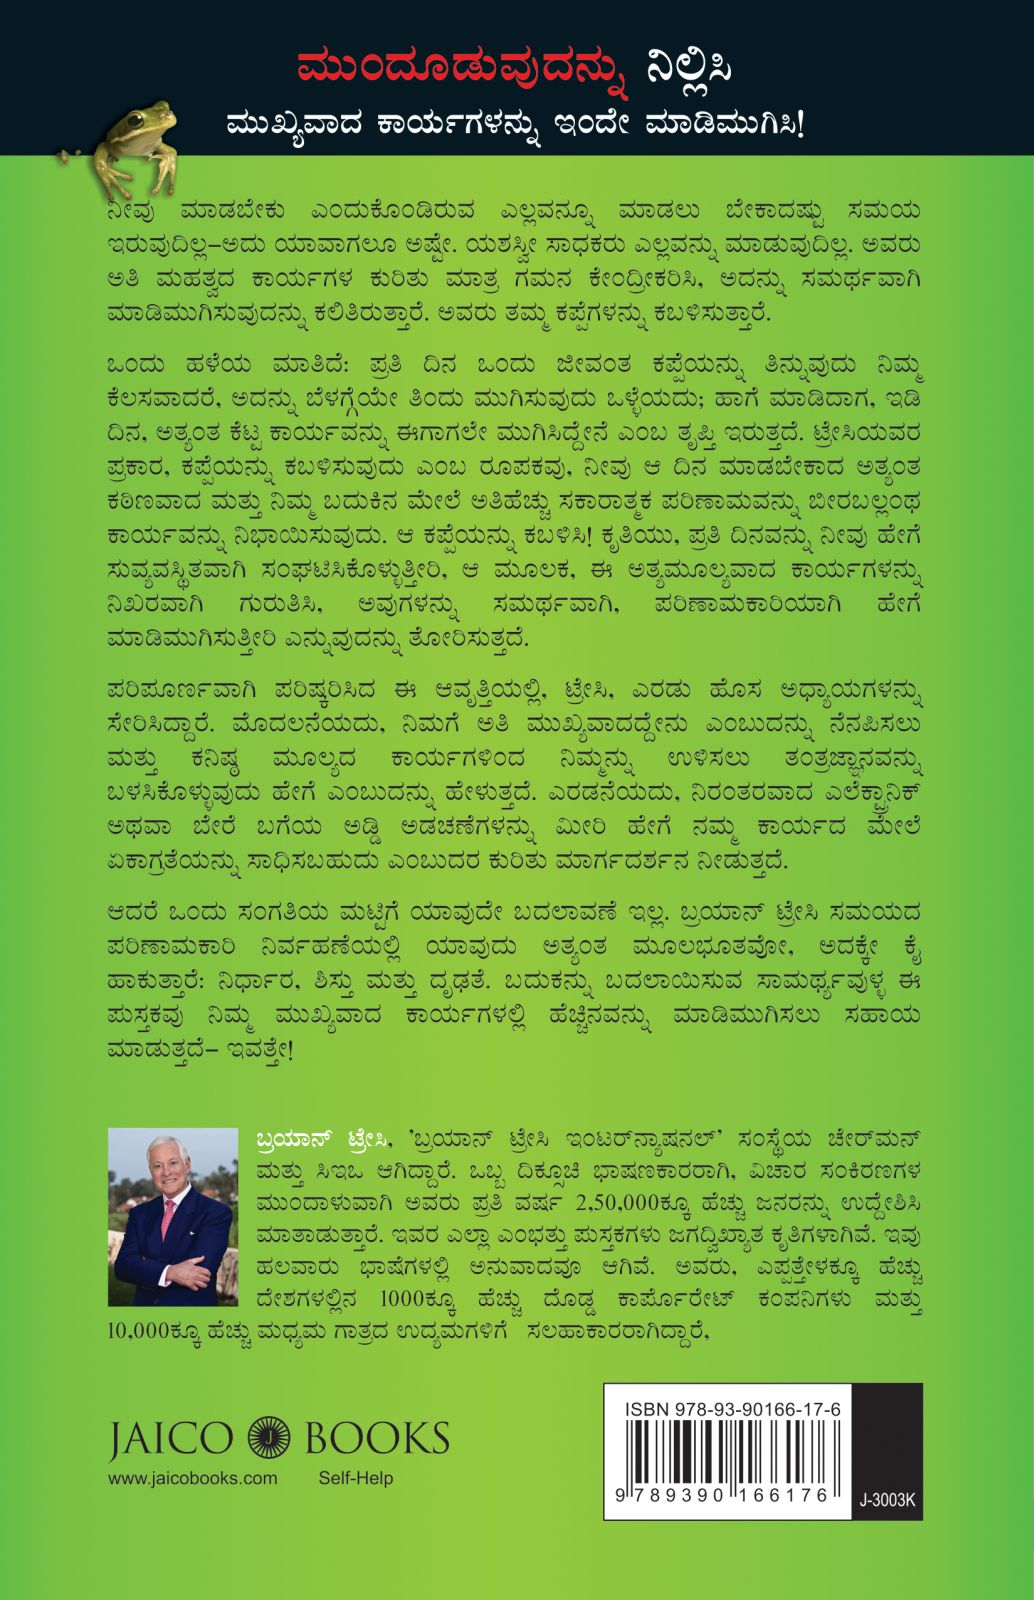 ಮುಂದೂಡುವುದನ್ನು ನಿಲ್ಲಿಸಿ
ಮುಖ್ಯವಾದ ಕಾರ್ಯಗಳನ್ನು ಇಂದೇ ಮಾಡಿಮುಗಿಸಿ!
ನೀವು ಮಾಡಬೇಕು ಎಂದುಕೊಂಡಿರುವ ಎಲ್ಲವನ್ನೂ ಮಾಡಲು ಬೇಕಾದಷ್ಟು ಸಮಯ
ಇರುವುದಿಲ್ಲ–ಅದು ಯಾವಾಗಲೂ ಅಷ್ಟೇ. ಯಶಸ್ವೀ ಸಾಧಕರು ಎಲ್ಲವನ್ನು ಮಾಡುವುದಿಲ್ಲ. ಅವರು
ಅತಿ ಮಹತ್ವದ ಕಾರ್ಯಗಳ ಕುರಿತು ಮಾತ್ರ ಗಮನ ಕೇಂದ್ರೀಕರಿಸಿ, ಅದನ್ನು ಸಮರ್ಥವಾಗಿ
ಮಾಡಿಮುಗಿಸುವುದನ್ನು ಕಲಿತಿರುತ್ತಾರೆ. ಅವರು ತಮ್ಮ ಕಪ್ಪೆಗಳನ್ನು ಕಬಳಿಸುತ್ತಾರೆ.
ಒಂದು ಹಳೆಯ ಮಾತಿದೆ: ಪ್ರತಿ ದಿನ ಒಂದು ಜೀವಂತ ಕಪ್ಪೆಯನ್ನು ತಿನ್ನುವುದು ನಿಮ್ಮ
ಕೆಲಸವಾದರೆ, ಅದನ್ನು ಬೆಳಗ್ಗೆಯೇ ತಿಂದು ಮುಗಿಸುವುದು ಒಳ್ಳೆಯದು; ಹಾಗೆ ಮಾಡಿದಾಗ, ಇಡಿ
ದಿನ, ಅತ್ಯಂತ ಕೆಟ್ಟ ಕಾರ್ಯವನ್ನು ಈಗಾಗಲೇ ಮುಗಿಸಿದ್ದೇನೆ ಎಂಬ ತೃಪ್ತಿ ಇರುತ್ತದೆ. ಟ್ರೇಸಿಯವರ
ಪ್ರಕಾರ, ಕಪ್ಪೆಯನ್ನು ಕಬಳಿಸುವುದು ಎಂಬ ರೂಪಕವು, ನೀವು ಆ ದಿನ ಮಾಡಬೇಕಾದ ಅತ್ಯಂತ
ಕಠಿಣವಾದ ಮತ್ತು ನಿಮ್ಮ ಬದುಕಿನ ಮೇಲೆ ಅತಿಹೆಚ್ಚು ಸಕಾರಾತ್ಮಕ ಪರಿಣಾಮವನ್ನು ಬೀರಬಲ್ಲಂಥ
ಕಾರ್ಯವನ್ನು ನಿಭಾಯಿಸುವುದು. ಆ ಕಪ್ಪೆಯನ್ನು ಕಬಳಿಸಿ! ಕೃತಿಯು, ಪ್ರತಿ ದಿನವನ್ನು ನೀವು ಹೇಗೆ
ಸುವ್ಯವಸ್ಥಿತವಾಗಿ ಸಂಘಟಿಸಿಕೊಳ್ಳುತ್ತೀರಿ, ಆ ಮೂಲಕ, ಈ ಅತ್ಯಮೂಲ್ಯವಾದ ಕಾರ್ಯಗಳನ್ನು
ನಿಖರವಾಗಿ ಗುರುತಿಸಿ, ಅವುಗಳನ್ನು ಸಮರ್ಥವಾಗಿ, ಪರಿಣಾಮಕಾರಿಯಾಗಿ ಹೇಗೆ
ಮಾಡಿಮುಗಿಸುತ್ತೀರಿ ಎನ್ನುವುದನ್ನು ತೋರಿಸುತ್ತದೆ.
ಪರಿಪೂರ್ಣವಾಗಿ ಪರಿಷ್ಕರಿಸಿದ ಈ ಆವೃತ್ತಿಯಲ್ಲಿ, ಟ್ರೇಸಿ, ಎರಡು ಹೊಸ ಅಧ್ಯಾಯಗಳನ್ನು
ಸೇರಿಸಿದ್ದಾರೆ. ಮೊದಲನೆಯದು, ನಿಮಗೆ ಅತಿ ಮುಖ್ಯವಾದದ್ದೇನು ಎಂಬುದನ್ನು ನೆನಪಿಸಲು
ಮತ್ತು ಕನಿಷ್ಠ ಮೂಲ್ಯದ ಕಾರ್ಯಗಳಿಂದ ನಿಮ್ಮನ್ನು ಉಳಿಸಲು ತಂತ್ರಜ್ಞಾನವನ್ನು
ಬಳಸಿಕೊಳ್ಳುವುದು ಹೇಗೆ ಎಂಬುದನ್ನು ಹೇಳುತ್ತದೆ. ಎರಡನೆಯದು, ನಿರಂತರವಾದ ಎಲೆಕ್ಟ್ರಾನಿಕ್
ಅಥವಾ ಬೇರೆ ಬಗೆಯ ಅಡ್ಡಿ ಅಡಚಣೆಗಳನ್ನು ಮೀರಿ ಹೇಗೆ ನಮ್ಮ ಕಾರ್ಯದ ಮೇಲೆ
ಏಕಾಗ್ರತೆಯನ್ನು ಸಾಧಿಸಬಹುದು ಎಂಬುದರ ಕುರಿತು ಮಾರ್ಗದರ್ಶನ ನೀಡುತ್ತದೆ.
ಆದರೆ ಒಂದು ಸಂಗತಿಯ ಮಟ್ಟಿಗೆ ಯಾವುದೇ ಬದಲಾವಣೆ ಇಲ್ಲ. ಬ್ರಯಾನ್ ಟ್ರೇಸಿ ಸಮಯದ
ಪರಿಣಾಮಕಾರಿ ನಿರ್ವಹಣೆಯಲ್ಲಿ ಯಾವುದು ಅತ್ಯಂತ ಮೂಲಭೂತವೋ, ಅದಕ್ಕೇ ಕೈ
ಹಾಕುತ್ತಾರೆ: ನಿರ್ಧಾರ, ಶಿಸ್ತು ಮತ್ತು ದೃಢತೆ. ಬದುಕನ್ನು ಬದಲಾಯಿಸುವ ಸಾಮರ್ಥ್ಯವುಳ್ಳ ಈ
ಪುಸ್ತಕವು ನಿಮ್ಮ ಮುಖ್ಯವಾದ ಕಾರ್ಯಗಳಲ್ಲಿ ಹೆಚ್ಚಿನವನ್ನು ಮಾಡಿಮುಗಿಸಲು ಸಹಾಯ
ಮಾಡುತ್ತದೆ– ಇವತ್ತೇ!
ಬ್ರಯಾನ್ ಟ್ರೇಸಿ, 'ಬ್ರಯಾನ್ ಟ್ರೇಸಿ ಇಂಟರ್‌ನ್ಯಾಷನಲ್' ಸಂಸ್ಥೆಯ ಚೇರ್‌ಮನ್
ಮತ್ತು ಸಿಇಒ ಆಗಿದ್ದಾರೆ. ಒಬ್ಬ ದಿಕ್ಸೂಚಿ ಭಾಷಣಕಾರರಾಗಿ, ವಿಚಾರ ಸಂಕಿರಣಗಳ
ಮುಂದಾಳುವಾಗಿ ಅವರು ಪ್ರತಿ ವರ್ಷ 2,50,000ಕ್ಕೂ ಹೆಚ್ಚು ಜನರನ್ನು ಉದ್ದೇಶಿಸಿ
ಮಾತಾಡುತ್ತಾರೆ. ಇವರ ಎಲ್ಲಾ ಎಂಭತ್ತು ಪುಸ್ತಕಗಳು ಜಗದ್ವಿಖ್ಯಾತ ಕೃತಿಗಳಾಗಿವೆ. ಇವು
ಹಲವಾರು ಭಾಷೆಗಳಲ್ಲಿ ಅನುವಾದವೂ ಆಗಿವೆ. ಅವರು, ಎಪ್ಪತ್ತೇಳಕ್ಕೂ ಹೆಚ್ಚು
ದೇಶಗಳಲ್ಲಿನ 1000ಕ್ಕೂ ಹೆಚ್ಚು ದೊಡ್ಡ ಕಾರ್ಪೊರೇಟ್ ಕಂಪನಿಗಳು ಮತ್ತು
10,000ಕ್ಕೂ ಹೆಚ್ಚು ಮಧ್ಯಮ ಗಾತ್ರದ ಉದ್ಯಮಗಳಿಗೆ ಸಲಹಾಕಾರರಾಗಿದ್ದಾರೆ,
JAICO J BOOKS
www.jaicobooks.com Self-Help
ISBN 978-93-90166-17-6
9 789390 166176
J-3003K